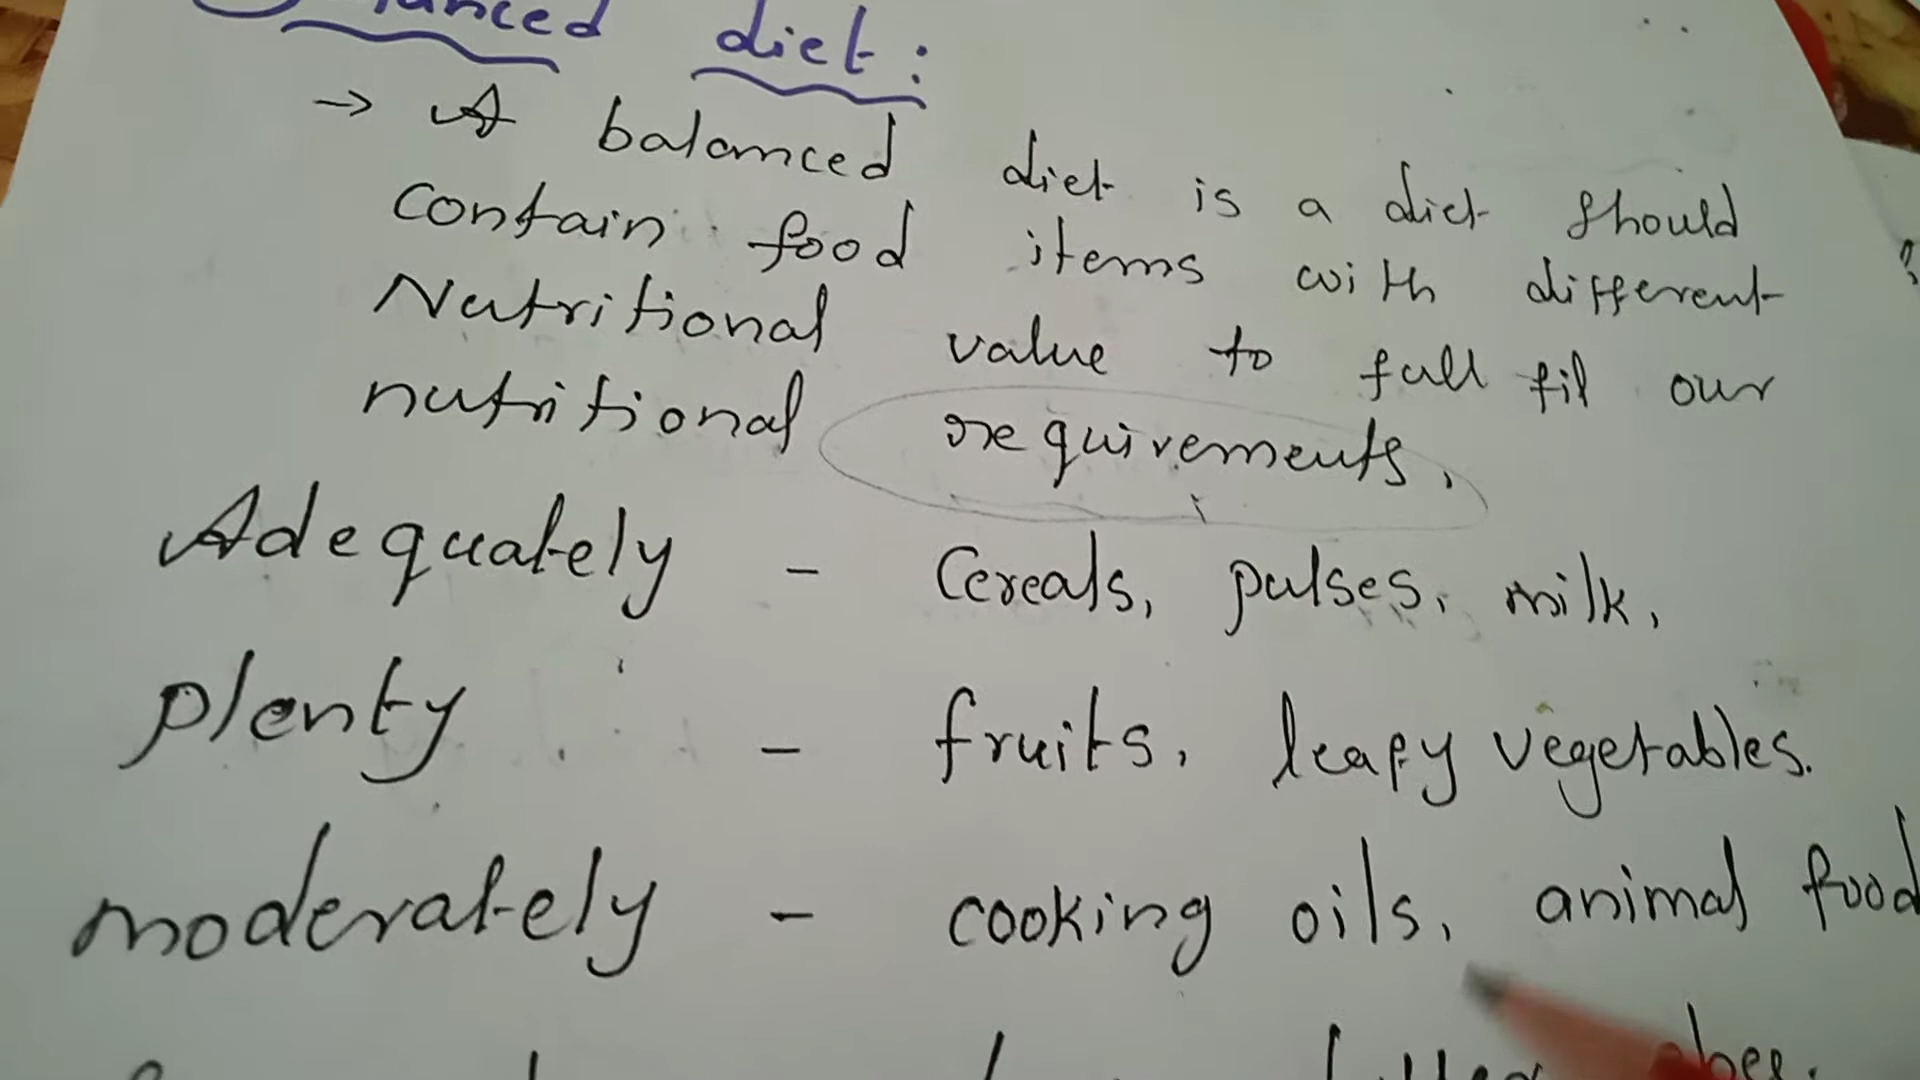 diet:
→ A balanced diet is a diet should
contain food items with different
Nutritional value to full fil our
nutritional requirements.
Adequately - Cereals, pulses, milk,
plenty - fruits, leafy vegetables.
moderately - cooking oils, animal food